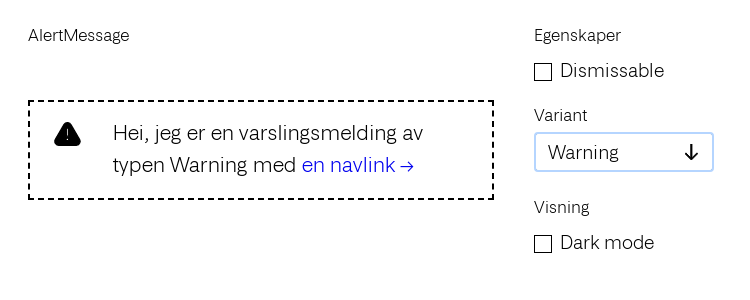 AlertMessage
Hei, jeg er en varslingsmelding av
typen Warning med en navlink →
Egenskaper
Dismissable
Variant
Warning
Visning
Dark mode